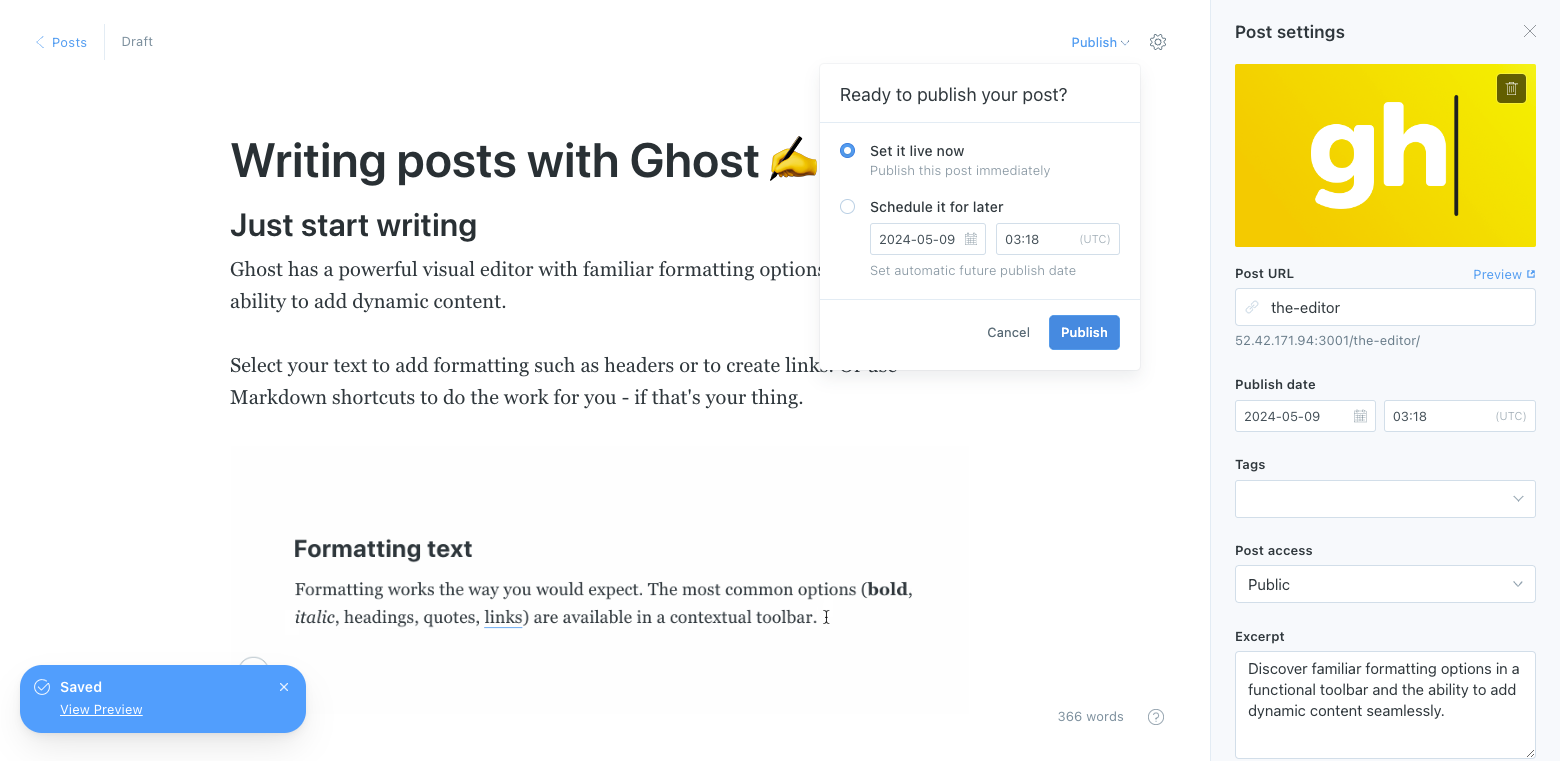 Posts
Draft
Publish
Ready to publish your post?
Set it live now
Publish this post immediately
Schedule it for later
2024-05-09
03:18
(UTC)
Set automatic future publish date
Cancel
Publish
Writing posts with Ghost ✍️
Just start writing
Ghost has a powerful visual editor with familiar formatting options
ability to add dynamic content.
Select your text to add formatting such as headers or to create links. Or use
Markdown shortcuts to do the work for you - if that's your thing.
Formatting text
Formatting works the way you would expect. The most common options (bold,
italic, headings, quotes, links) are available in a contextual toolbar.
Saved
View Preview
366 words
Post settings
gh
Post URL
Preview
the-editor
52.42.171.94:3001/the-editor/
Publish date
2024-05-09
03:18
(UTC)
Tags
Post access
Public
Excerpt
Discover familiar formatting options in a
functional toolbar and the ability to add
dynamic content seamlessly.